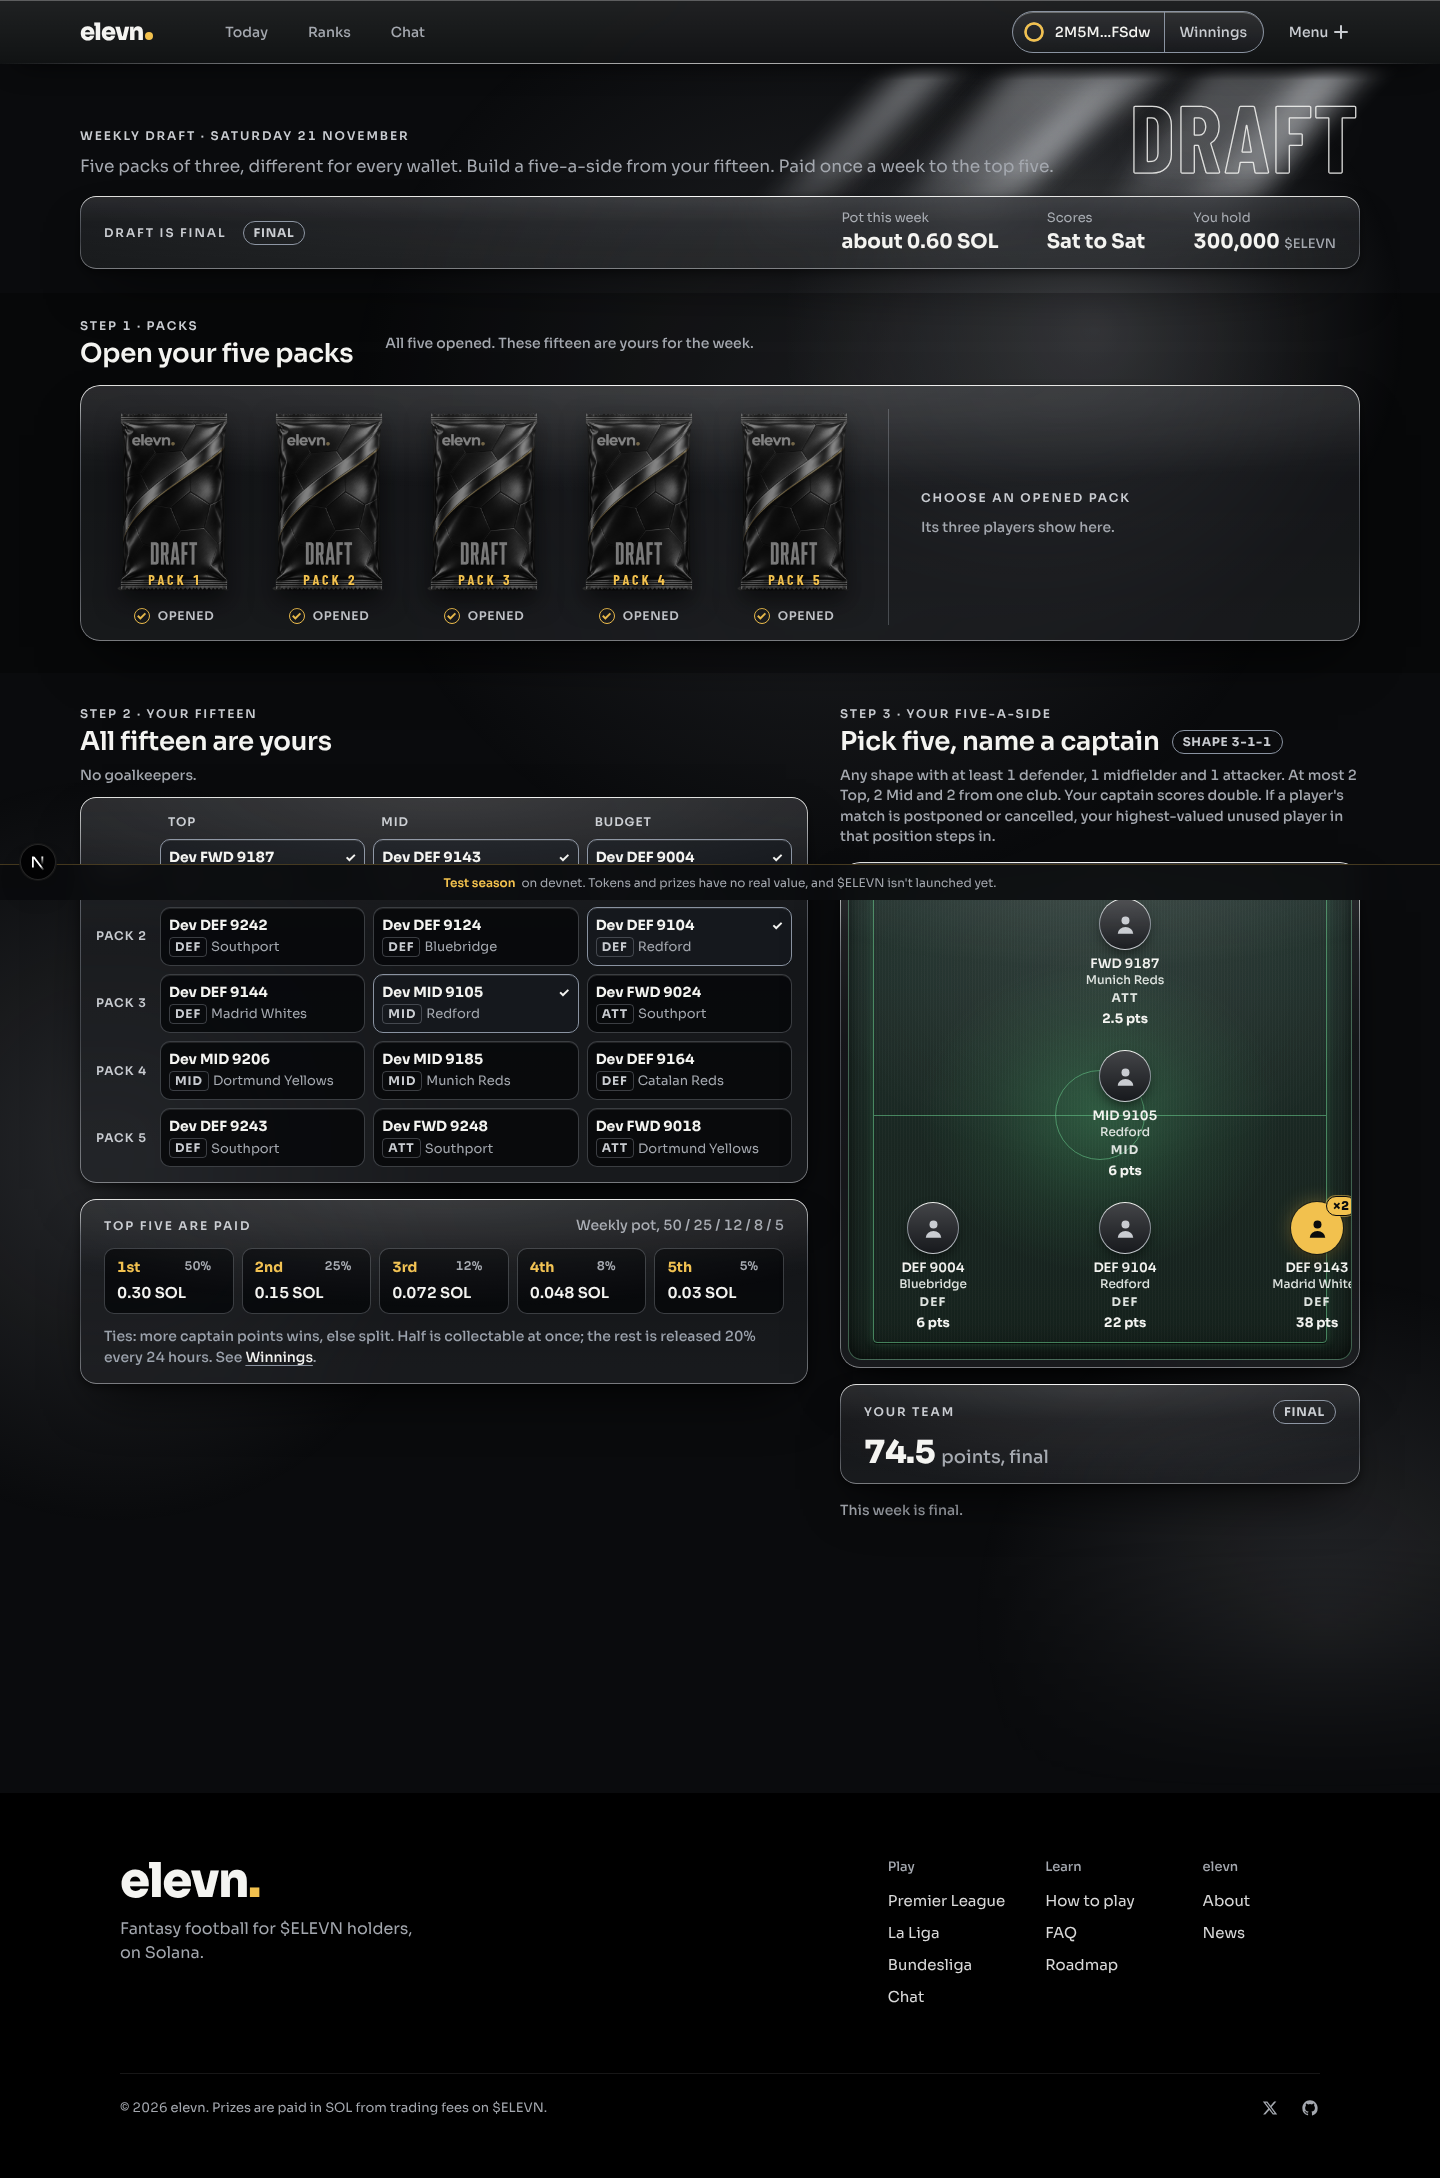 elevn.
Today
Ranks
Chat
2M5M...FSdw
Winnings
Menu
WEEKLY DRAFT · SATURDAY 21 NOVEMBER
DRAFT
Five packs of three, different for every wallet. Build a five-a-side from your fifteen. Paid once a week to the top five.
DRAFT IS FINAL
FINAL
Pot this week
about 0.60 SOL
Scores
Sat to Sat
You hold
300,000 $ELEVN
STEP 1 · PACKS
Open your five packs
All five opened. These fifteen are yours for the week.
elevn. elevn. elevn. elevn. elevn.
DRAFT DRAFT DRAFT DRAFT DRAFT
PACK 1 PACK 2 PACK 3 PACK 4 PACK 5
OPENED OPENED OPENED OPENED OPENED
CHOOSE AN OPENED PACK
Its three players show here.
STEP 2 · YOUR FIFTEEN
All fifteen are yours
No goalkeepers.
TOP MID BUDGET
Dev FWD 9187 Dev DEF 9143 Dev DEF 9004
PACK 2
Dev DEF 9242 Dev DEF 9124 Dev DEF 9104
DEF Southport DEF Bluebridge DEF Redford
PACK 3
Dev DEF 9144 Dev MID 9105 Dev FWD 9024
DEF Madrid Whites MID Redford ATT Southport
PACK 4
Dev MID 9206 Dev MID 9185 Dev DEF 9164
MID Dortmund Yellows MID Munich Reds DEF Catalan Reds
PACK 5
Dev DEF 9243 Dev FWD 9248 Dev FWD 9018
DEF Southport ATT Southport ATT Dortmund Yellows
TOP FIVE ARE PAID
Weekly pot, 50 / 25 / 12 / 8 / 5
1st 50% 2nd 25% 3rd 12% 4th 8% 5th 5%
0.30 SOL 0.15 SOL 0.072 SOL 0.048 SOL 0.03 SOL
Ties: more captain points wins, else split. Half is collectable at once; the rest is released 20%
every 24 hours. See Winnings.
STEP 3 · YOUR FIVE-A-SIDE
Pick five, name a captain
SHAPE 3-1-1
Any shape with at least 1 defender, 1 midfielder and 1 attacker. At most 2
Top, 2 Mid and 2 from one club. Your captain scores double. If a player's
match is postponed or cancelled, your highest-valued unused player in
that position steps in.
N
Test season on devnet. Tokens and prizes have no real value, and $ELEVN isn't launched yet.
FWD 9187
Munich Reds
ATT
2.5 pts
MID 9105
Redford
MID
6 pts
×2
DEF 9004 DEF 9104 DEF 9143
Bluebridge Redford Madrid White
DEF DEF DEF
6 pts 22 pts 38 pts
YOUR TEAM
FINAL
74.5 points, final
This week is final.
elevn.
Fantasy football for $ELEVN holders,
on Solana.
Play
Premier League
La Liga
Bundesliga
Chat
Learn
How to play
FAQ
Roadmap
elevn
About
News
© 2026 elevn. Prizes are paid in SOL from trading fees on $ELEVN.